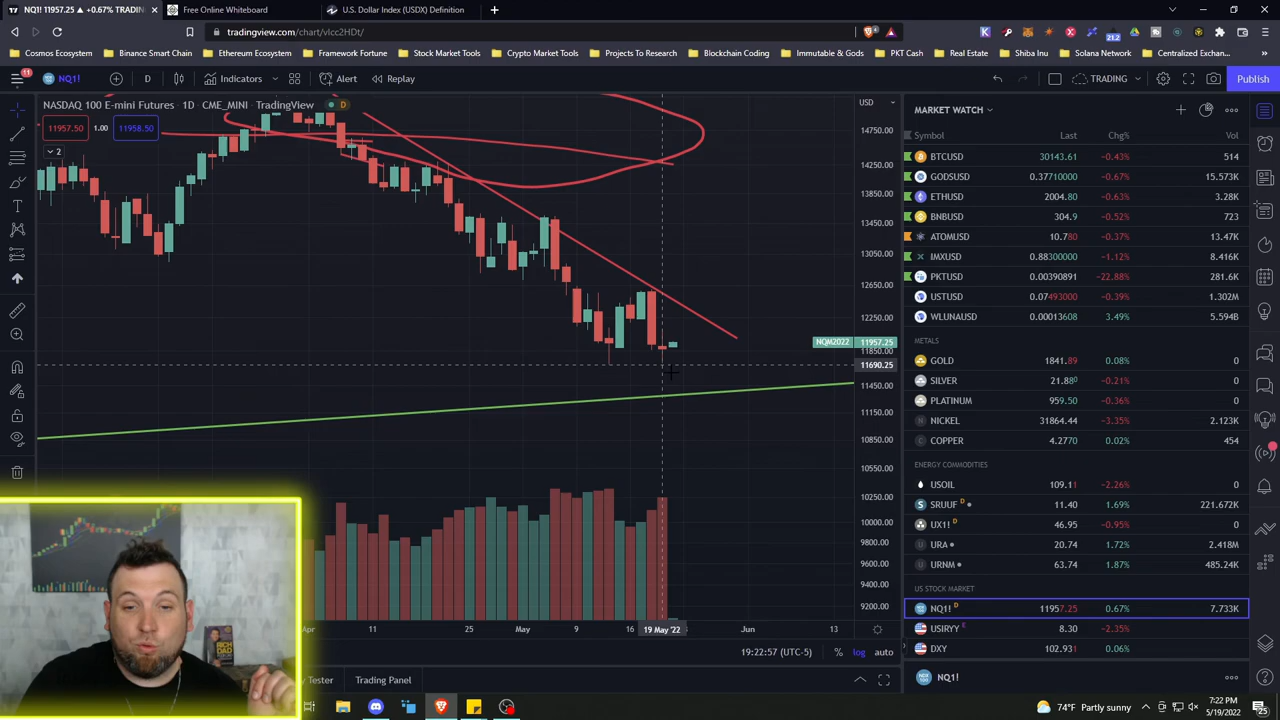 NQ1! 11957.25 ▲ +0.67% TRADIN
Free Online Whiteboard
U.S. Dollar Index (USDX) Definition
tradingview.com/chart/vlcc2HDt/
212
Cosmos Ecosystem
Binance Smart Chain
Ethereum Ecosystem
Framework Fortune
Stock Market Tools
Crypto Market Tools
Projects To Research
Blockchain Coding
Immutable & Gods
PKT Cash
Real Estate
Shiba Inu
Solana Network
Centralized Exchan...
11
NQ1!
D
Indicators
Alert
Replay
TRADING
Publish
NASDAQ 100 E-mini Futures · 1D · CME_MINI · TradingView
D
USD
11957.50
1.00
11958.50
2
14750.00
14250.00
13850.00
13450.00
13050.00
12650.00
12250.00
NQM2022
11957.25
11850.00
11690.25
11450.00
11150.00
10850.00
10550.00
10250.00
10000.00
9800.00
9600.00
9400.00
9200.00
Apr
11
25
May
9
16
19 May '22
Jun
13
19:22:57 (UTC-5)
%
log
auto
Tester
Trading Panel
MARKET WATCH
Symbol Last Chg% Vol
BTCUSD 30143.61 −0.43% 514
GODSUSD 0.37710000 −0.67% 15.573K
ETHUSD 2004.80 −0.63% 3.28K
BNBUSD 304.9 −0.52% 723
ATOMUSD 10.780 −0.37% 13.47K
IMXUSD 0.88300000 −1.12% 8.416K
PKTUSD 0.00390891 −22.88% 281.6K
USTUSD 0.07493000 −0.39% 1.302M
WLUNAUSD 0.00013608 3.49% 5.594B
METALS
GOLD 1841.89 0.08% 0
SILVER 21.880 −0.31% 0
PLATINUM 959.50 −0.36% 0
NICKEL 31864.44 −3.35% 2.123K
COPPER 4.2770 0.02% 454
ENERGY COMMODITIES
USOIL 109.11 −2.26% 0
SRUUF D 11.40 1.69% 221.672K
UX1! D 46.95 −0.95% 0
URA 20.74 1.72% 2.418M
URNM 63.74 1.87% 485.24K
US STOCK MARKET
NQ1! D 11957.25 0.67% 7.733K
USIRYY E 8.30 −2.35% 0
DXY 102.931 0.06% 0
NQ1!
RICH
DAD
74°F Partly sunny
7:22 PM
5/19/2022
25